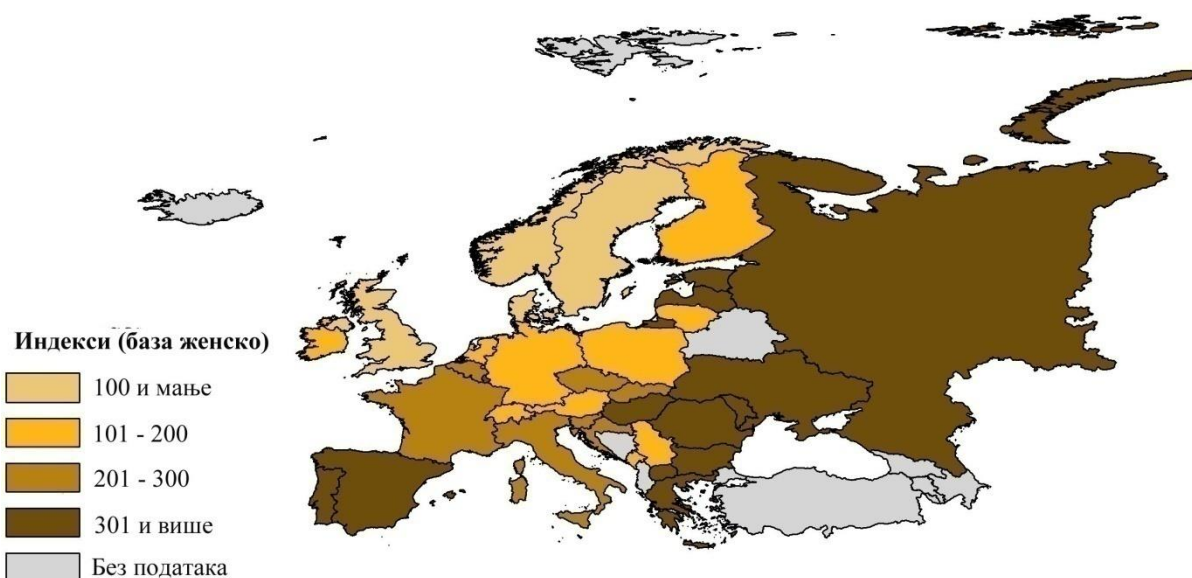 Индекси (база женско)
100 и мање
101 - 200
201 - 300
301 и више
Без података